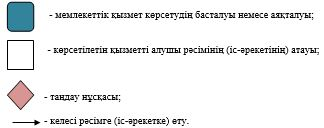 - мемлекеттік қызмет көрсетудің басталуы немесе аяқталуы;
- көрсетілетін қызметті алушы рәсімінің (іс-әрекетінің) атауы;
- таңдау нұсқасы;
- келесі рәсімге (іс-әрекетке) өту.